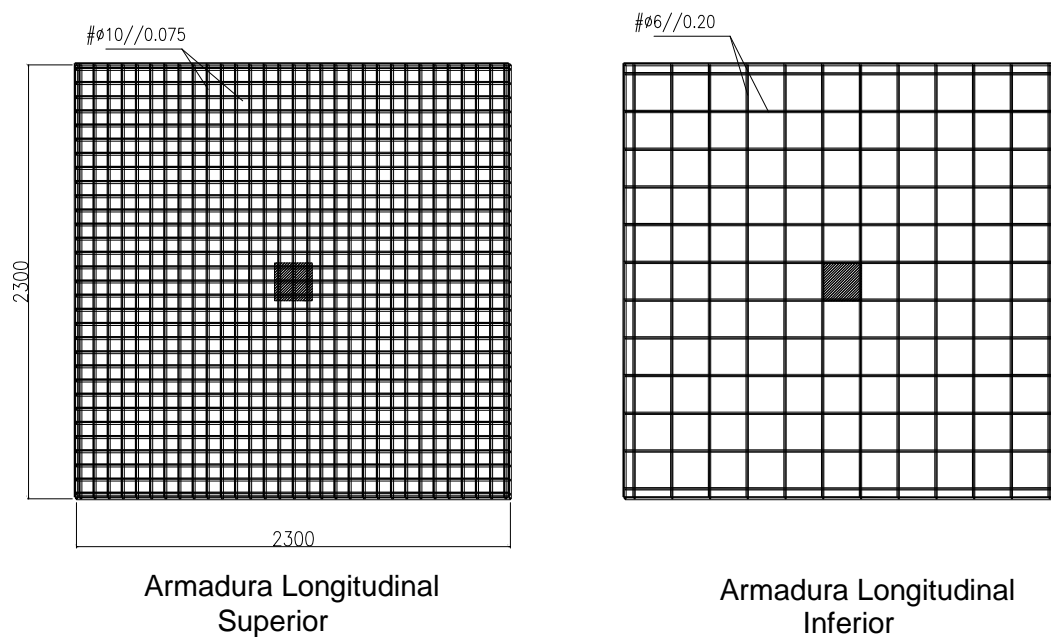 #ø10//0.075
#ø6//0.20
2300
2300
Armadura Longitudinal
Superior
Armadura Longitudinal
Inferior